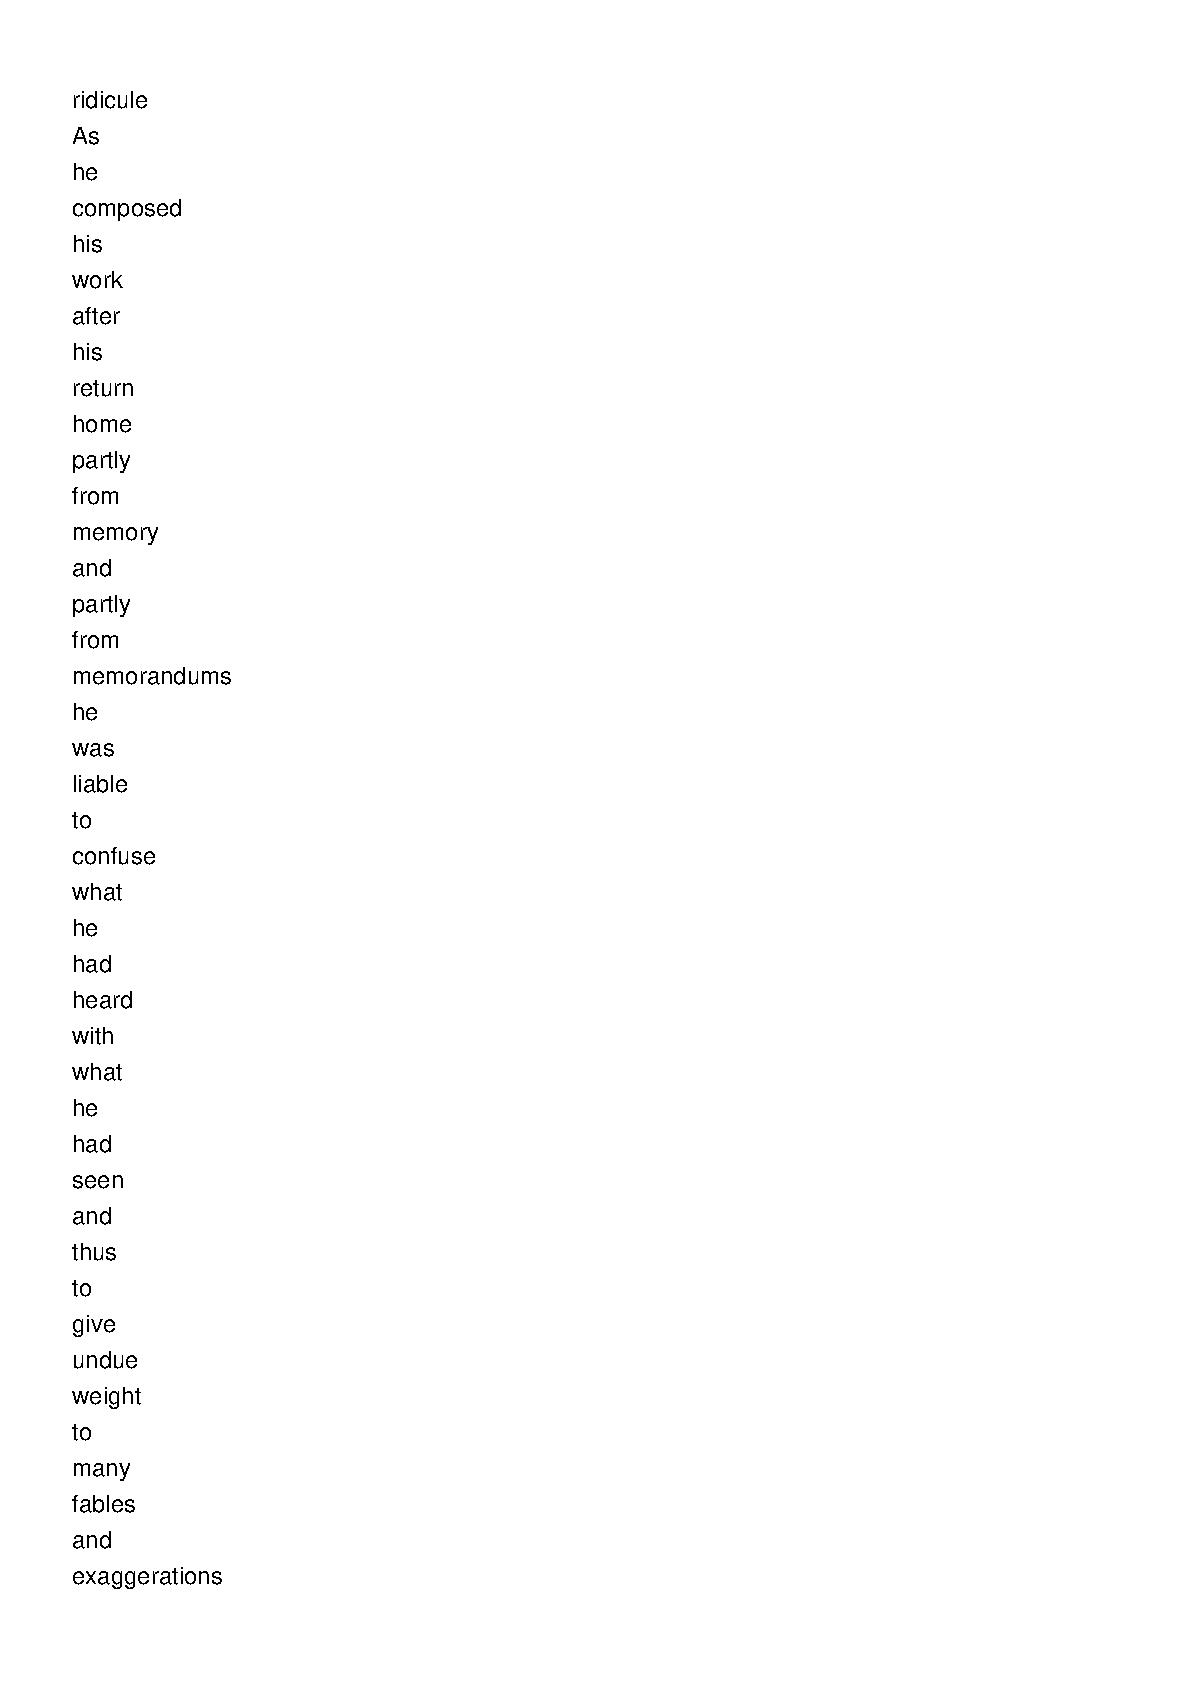 ridicule
As
he
composed
his
work
after
his
return
home
partly
from
memory
and
partly
from
memorandums
he
was
liable
to
confuse
what
he
had
heard
with
what
he
had
seen
and
thus
to
give
undue
weight
to
many
fables
and
exaggerations